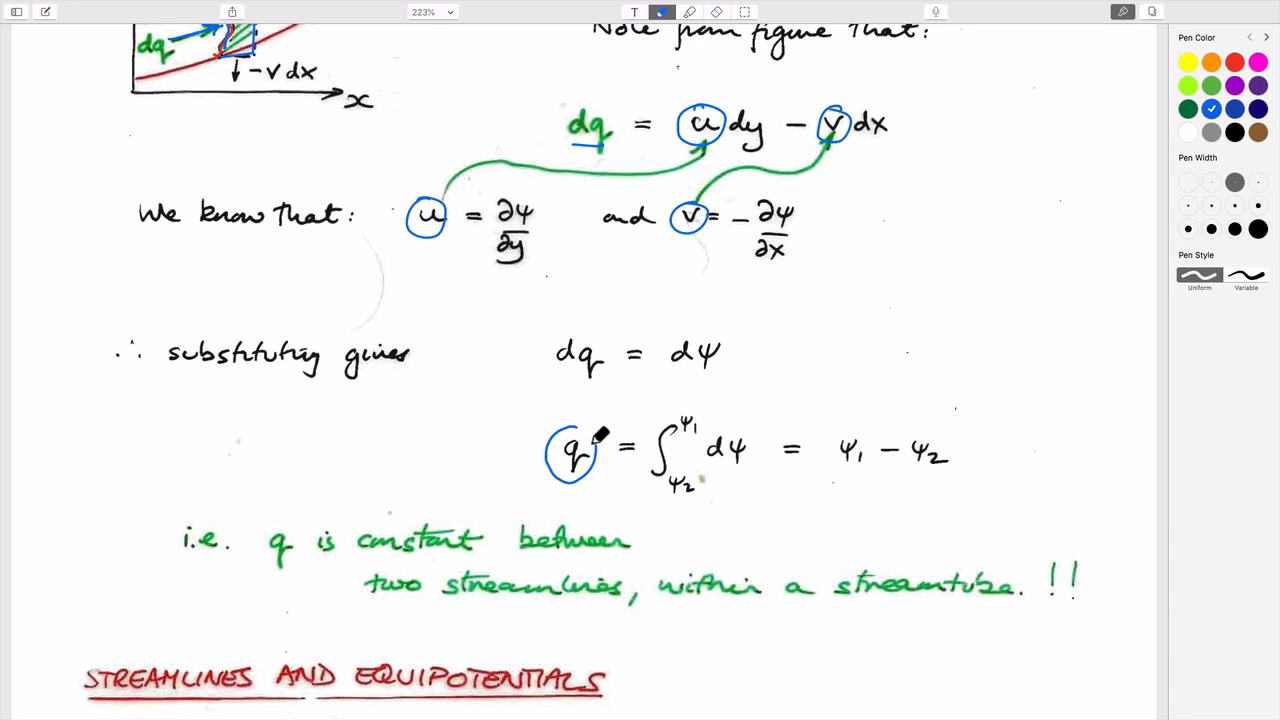 223%
T
Pen Color
Pen Width
Pen Style
Uniform
Variable
Note from figure that:
dq
↓ -v dx
x
dq = u dy - v dx
We know that: u = ∂ψ/∂y and v = - ∂ψ/∂x
∴ substituting gives dq = dψ
q = ∫_ψ2^ψ1 dψ = ψ1 - ψ2
i.e. q is constant between
two streamlines, within a streamtube.!!
STREAMLINES AND EQUIPOTENTIALS